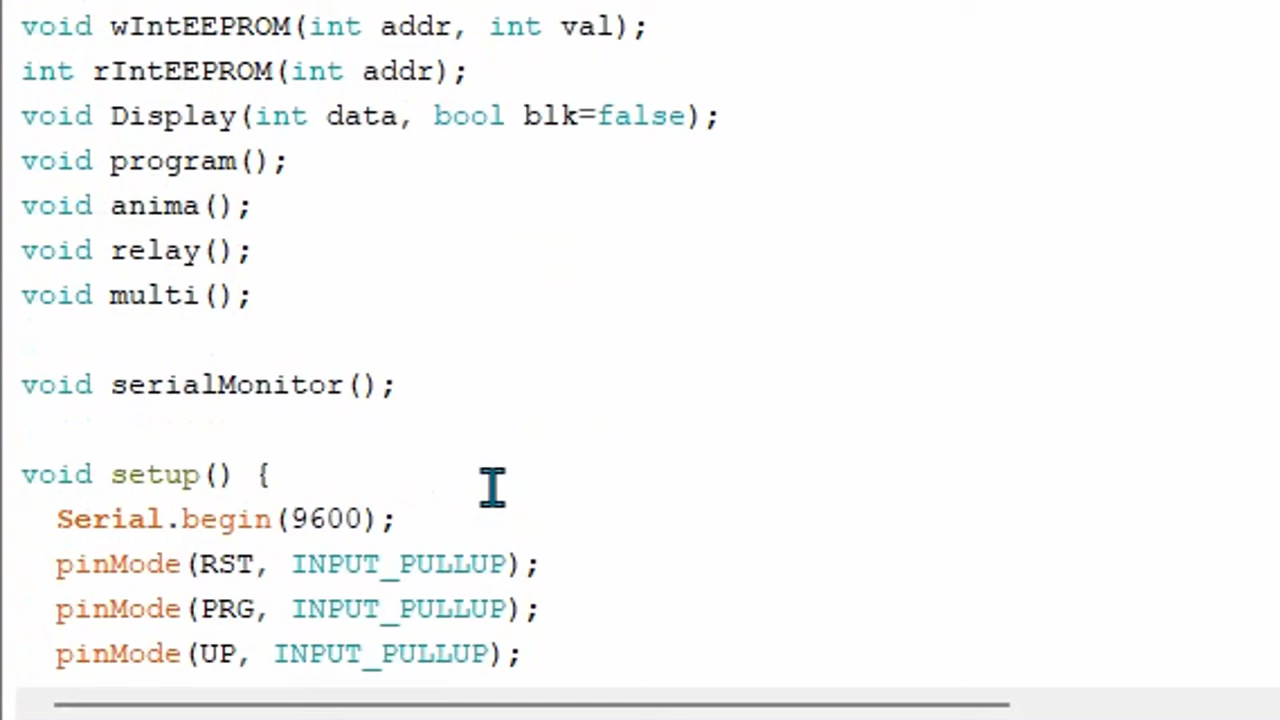 void wIntEEPROM(int addr, int val);
int rIntEEPROM(int addr);
void Display(int data, bool blk=false);
void program();
void anima();
void relay();
void multi();
void serialMonitor();
void setup() {
  Serial.begin(9600);
  pinMode(RST, INPUT_PULLUP);
  pinMode(PRG, INPUT_PULLUP);
  pinMode(UP, INPUT_PULLUP);